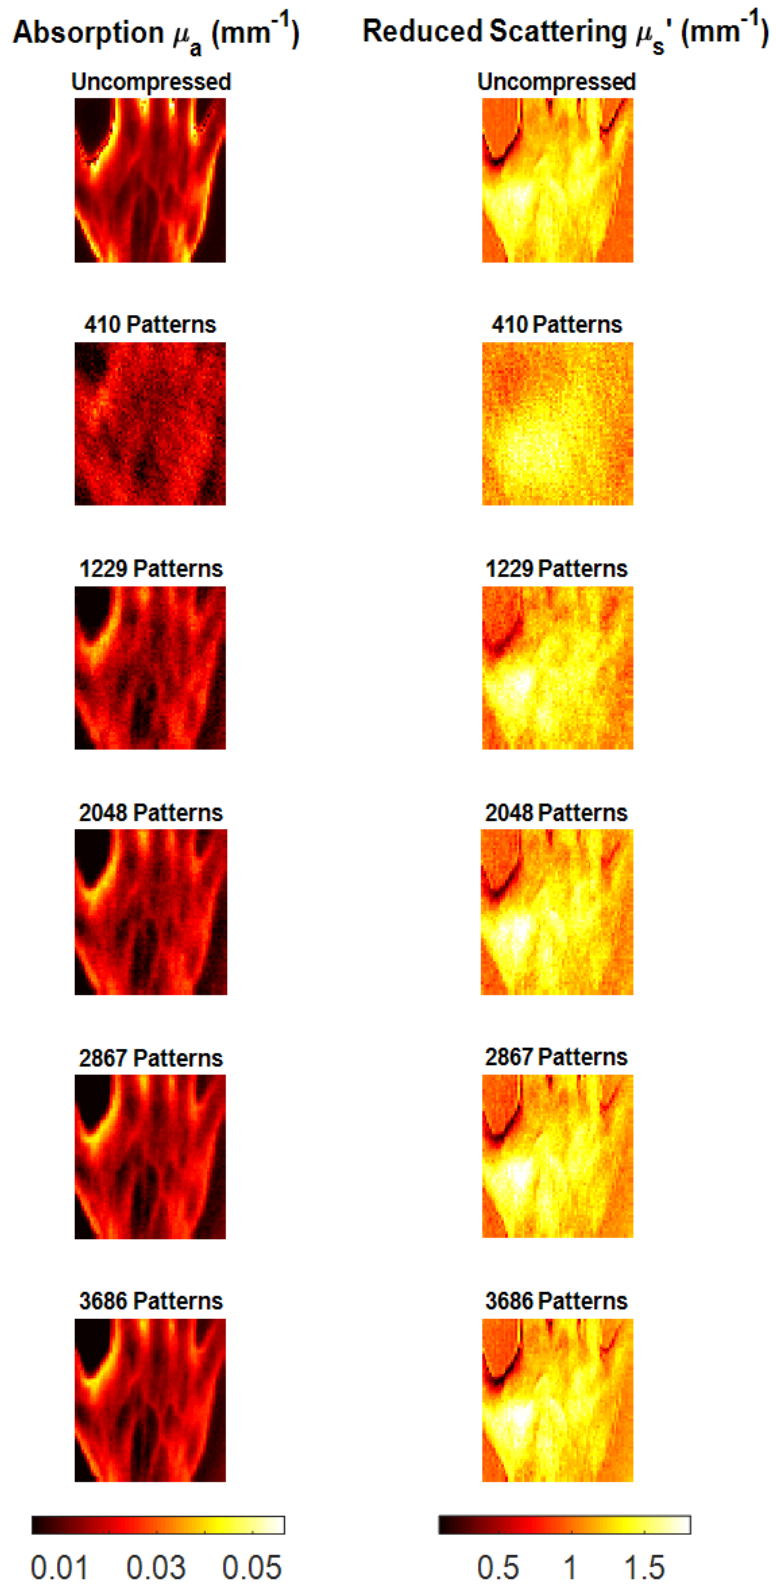 Absorption μa (mm-1)
Reduced Scattering μs' (mm-1)
Uncompressed
Uncompressed
410 Patterns
410 Patterns
1229 Patterns
1229 Patterns
2048 Patterns
2048 Patterns
2867 Patterns
2867 Patterns
3686 Patterns
3686 Patterns
0.01 0.03 0.05
0.5 1 1.5